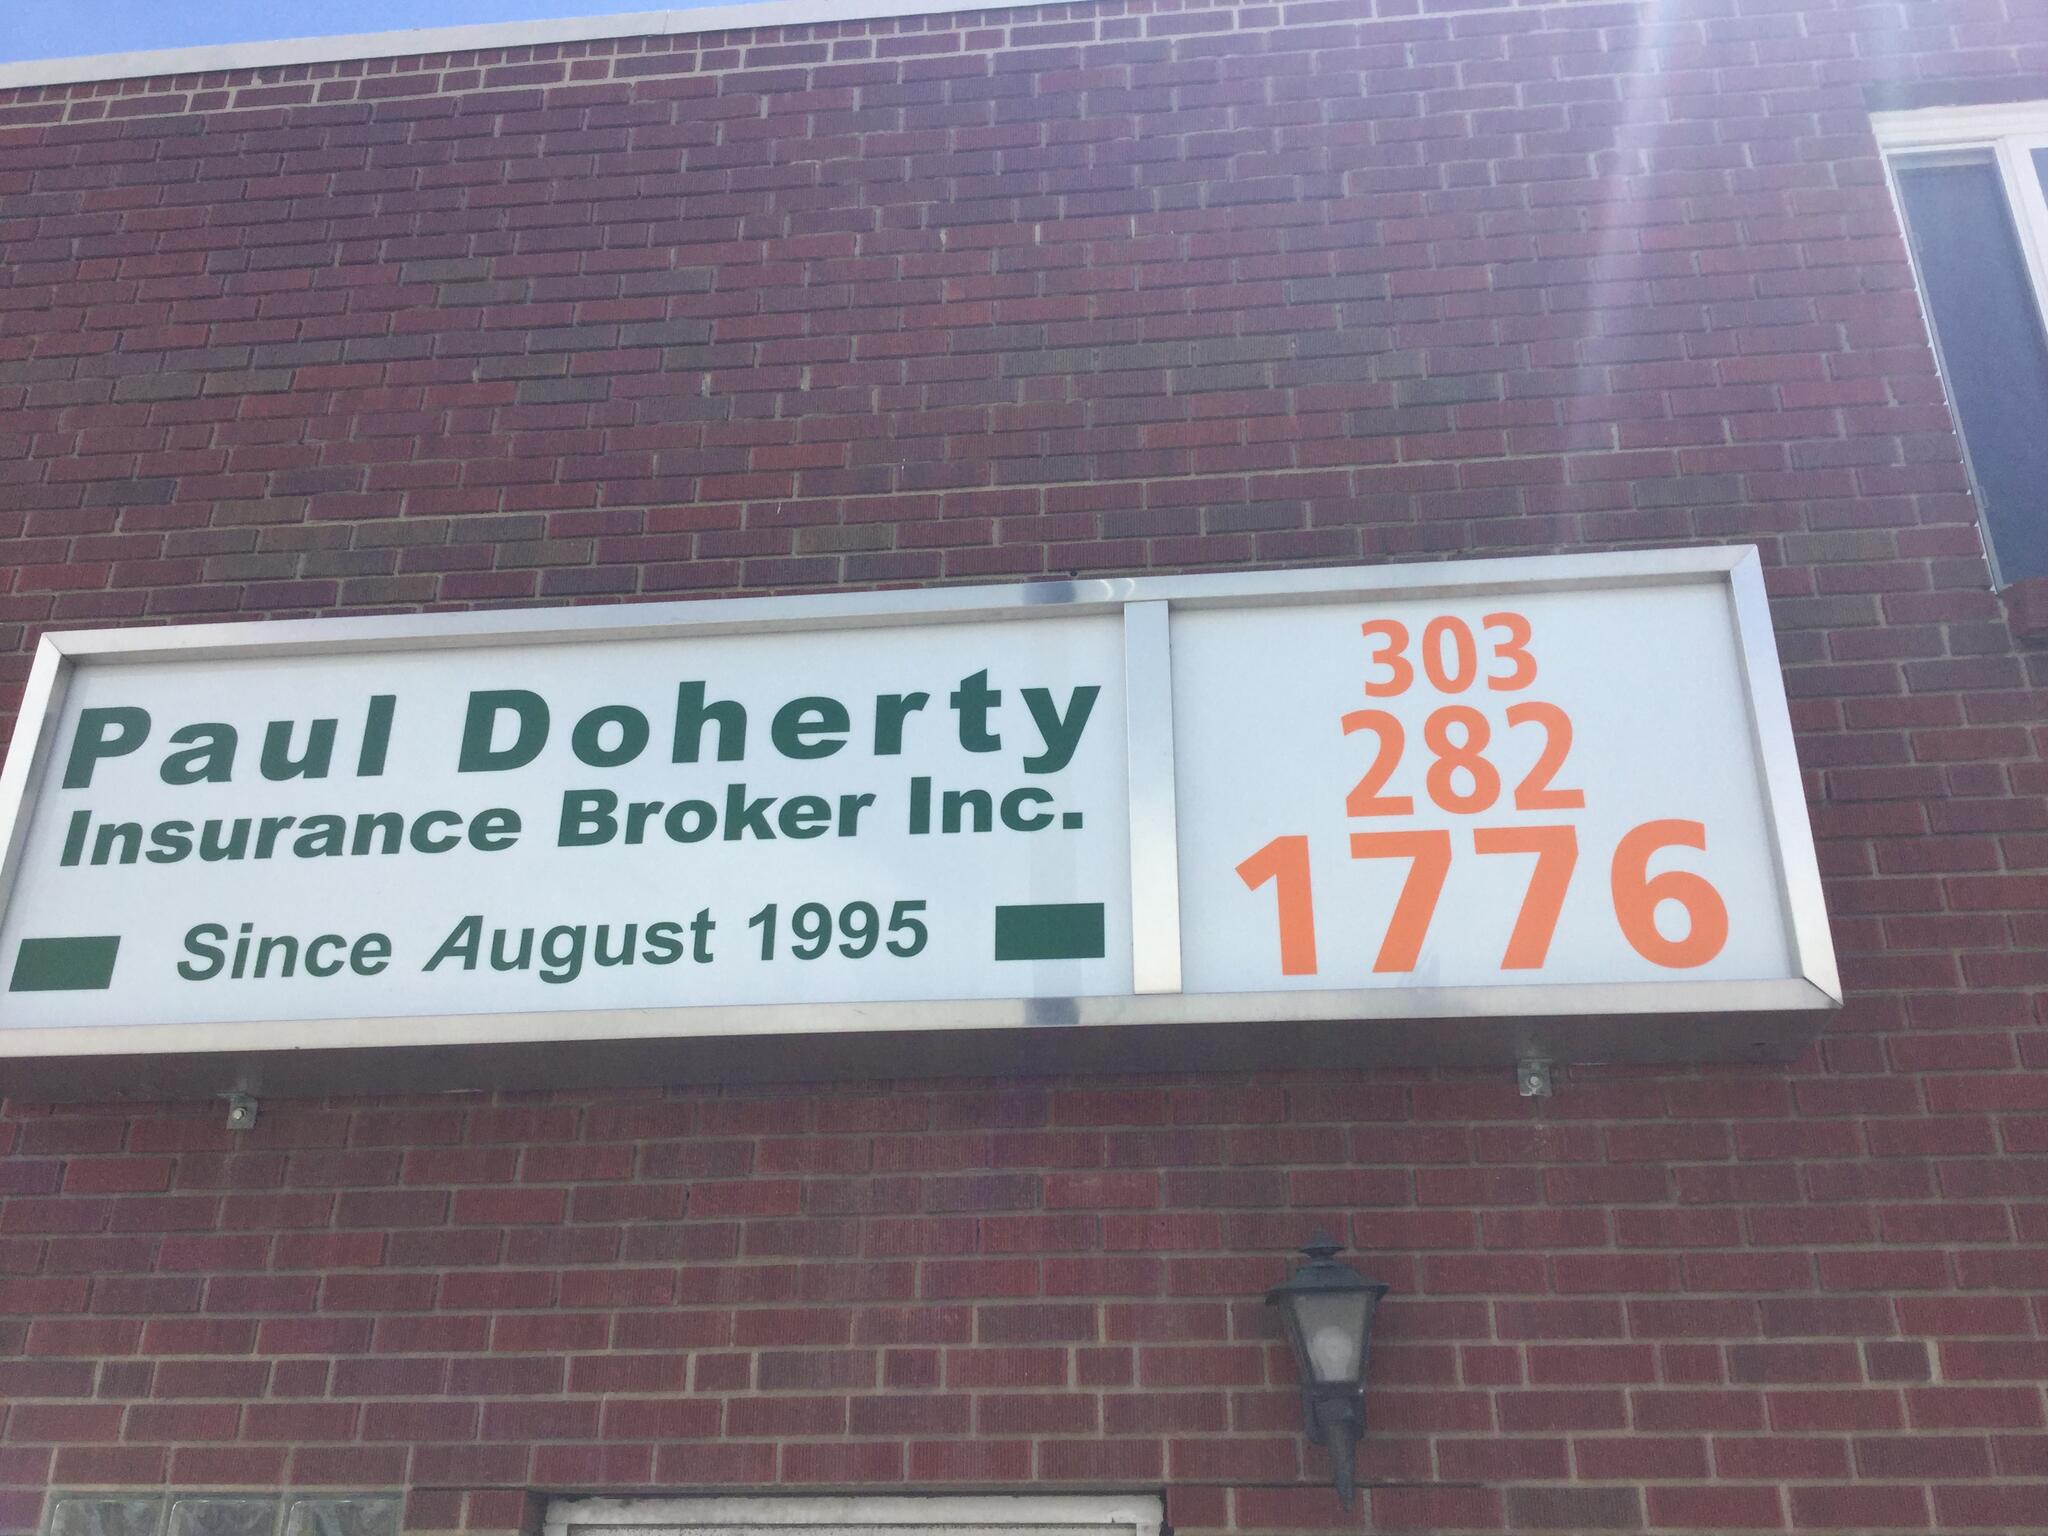 Paul Doherty
Insurance Broker Inc.
Since August 1995
303
282
1776